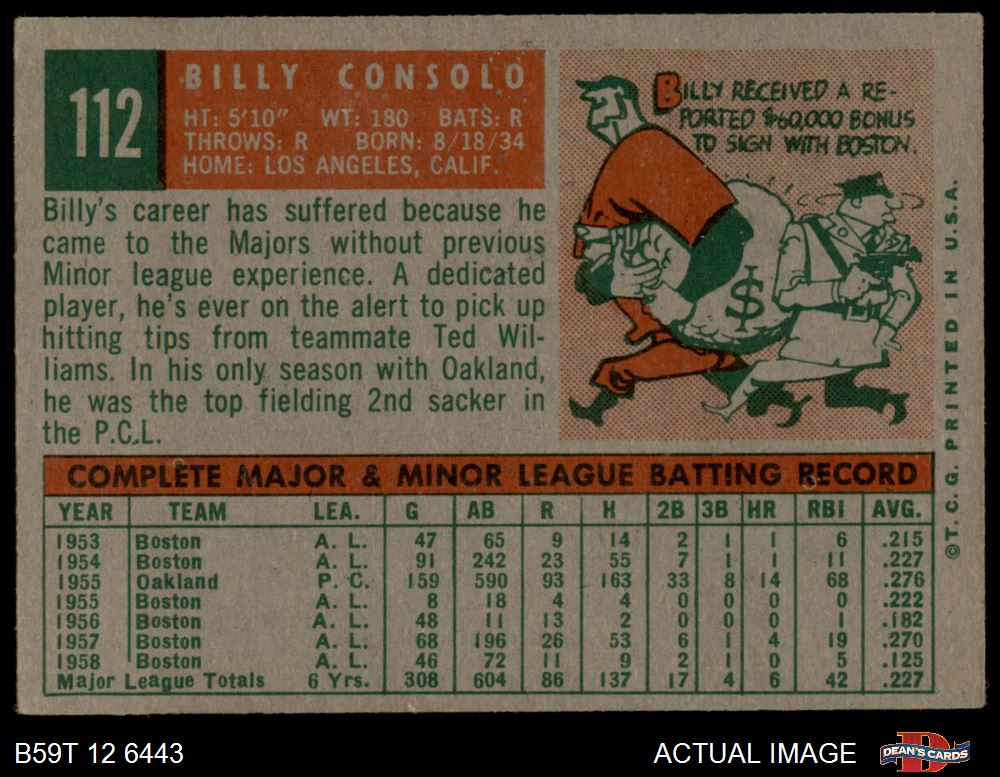 112
BILLY CONSOLO
HT: 5'10" WT: 180 BATS: R
THROWS: R BORN: 8/18/34
HOME: LOS ANGELES, CALIF.
Billy's career has suffered because he
came to the Majors without previous
Minor league experience. A dedicated
player, he's ever on the alert to pick up
hitting tips from teammate Ted Wil-
liams. In his only season with Oakland,
he was the top fielding 2nd sacker in
the P.C.L.
BILLY RECEIVED A RE-
PORTED $60,000 BONUS
TO SIGN WITH BOSTON.
$
©T.C.G. PRINTED IN U.S.A.
COMPLETE MAJOR & MINOR LEAGUE BATTING RECORD
YEAR TEAM LEA. G AB R H 2B 3B HR RBI AVG.
1953 Boston A. L. 47 65 9 14 2 1 1 6 .215
1954 Boston A. L. 91 242 23 55 7 1 1 11 .227
1955 Oakland P. C. 159 590 93 163 33 8 14 68 .276
1955 Boston A. L. 8 18 4 4 0 0 0 0 .222
1956 Boston A. L. 48 11 13 2 0 0 0 1 .182
1957 Boston A. L. 68 196 26 53 6 1 4 19 .270
1958 Boston A. L. 46 72 11 9 2 1 0 5 .125
Major League Totals 6 Yrs. 308 604 86 137 17 4 6 42 .227
B59T 12 6443
ACTUAL IMAGE
DEAN'S CARDS